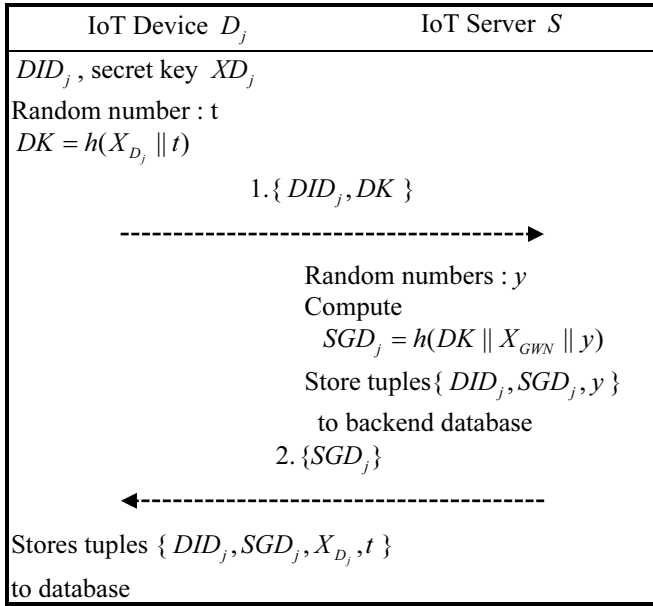 IoT Device D_j IoT Server S
DID_j , secret key XD_j
Random number : t
DK = h(X_{D_j} || t)
1.{ DID_j , DK }
Random numbers : y
Compute
SGD_j = h(DK || X_{GWN} || y)
Store tuples{ DID_j , SGD_j , y }
to backend database
2. {SGD_j}
Stores tuples { DID_j , SGD_j , X_{D_j} , t }
to database